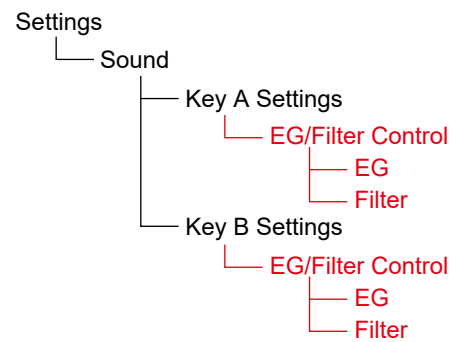 Settings
Sound
Key A Settings
EG/Filter Control
EG
Filter
Key B Settings
EG/Filter Control
EG
Filter